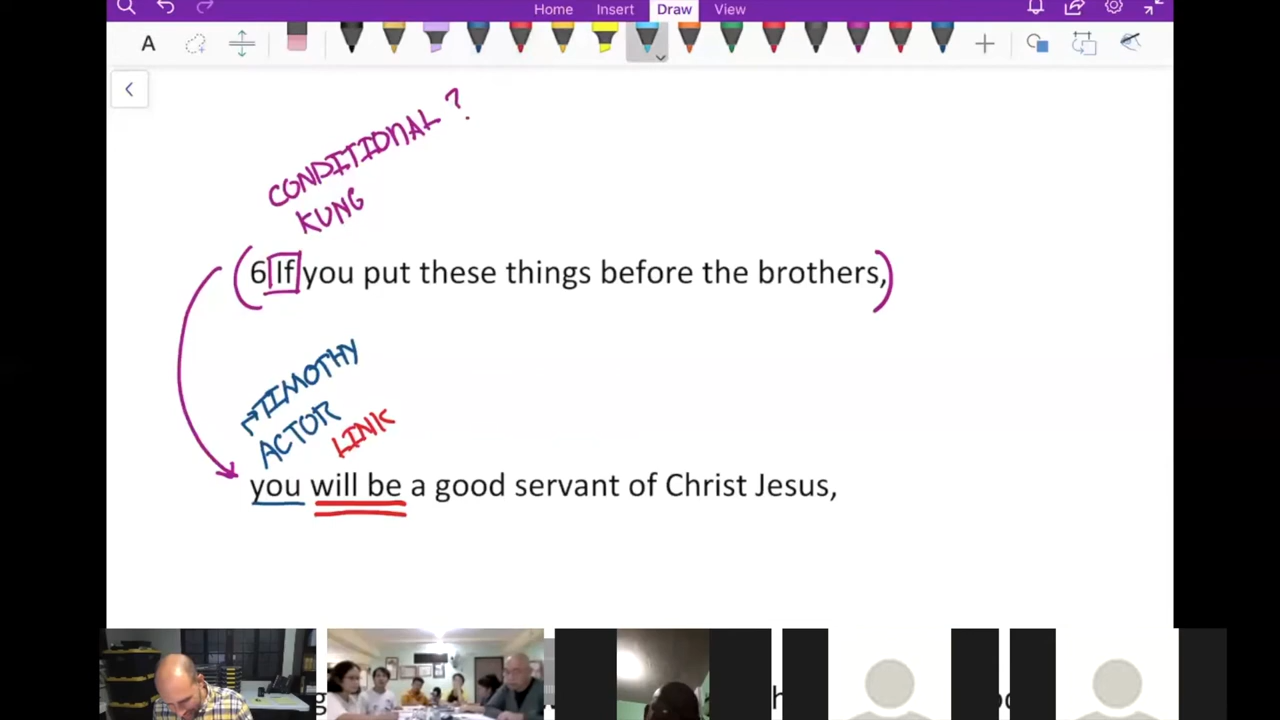 Home Insert Draw View
A
CONDITIONAL ?
KUNG
6 If you put these things before the brothers,
TIMOTHY
ACTOR
LINK
you will be a good servant of Christ Jesus,